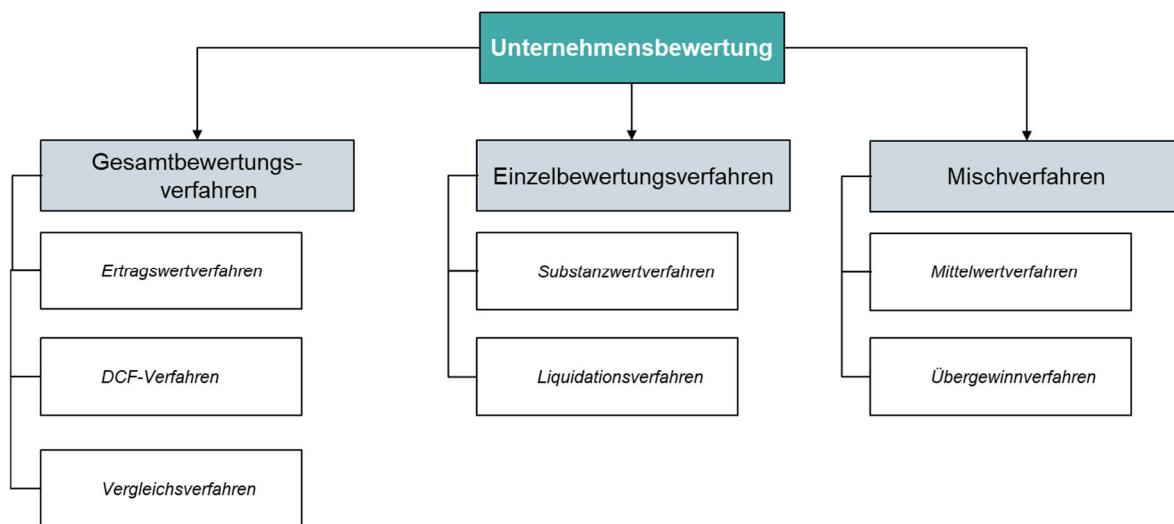 Unternehmensbewertung
Gesamtbewertungs-
verfahren
Einzelbewertungsverfahren
Mischverfahren
Ertragswertverfahren
Substanzwertverfahren
Mittelwertverfahren
DCF-Verfahren
Liquidationsverfahren
Übergewinnverfahren
Vergleichsverfahren